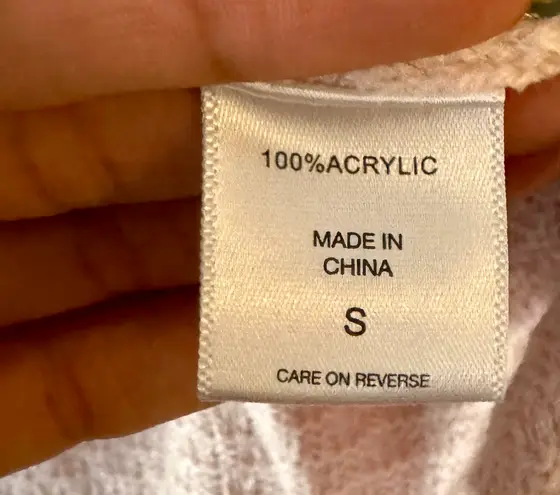 100%ACRYLIC
MADE IN
CHINA
S
CARE ON REVERSE